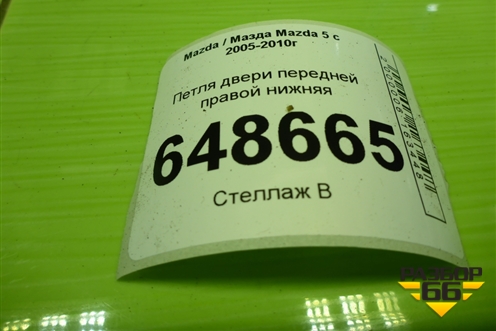 Mazda / Мазда Mazda 5 с
2005-2010г
Петля двери передней
правой нижняя
648665
Стеллаж В
РАЗБОР
66